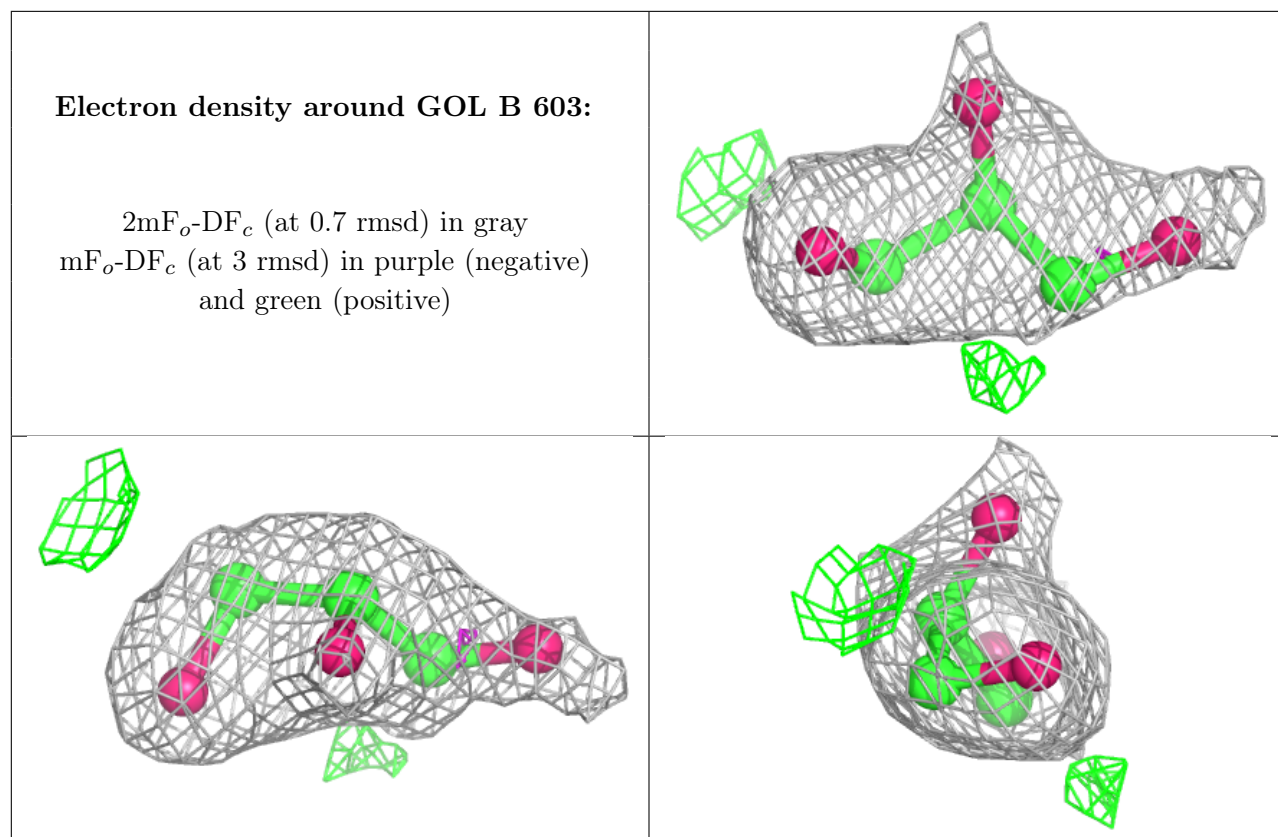 Electron density around GOL B 603:
2mFo-DFc (at 0.7 rmsd) in gray
mFo-DFc (at 3 rmsd) in purple (negative)
and green (positive)